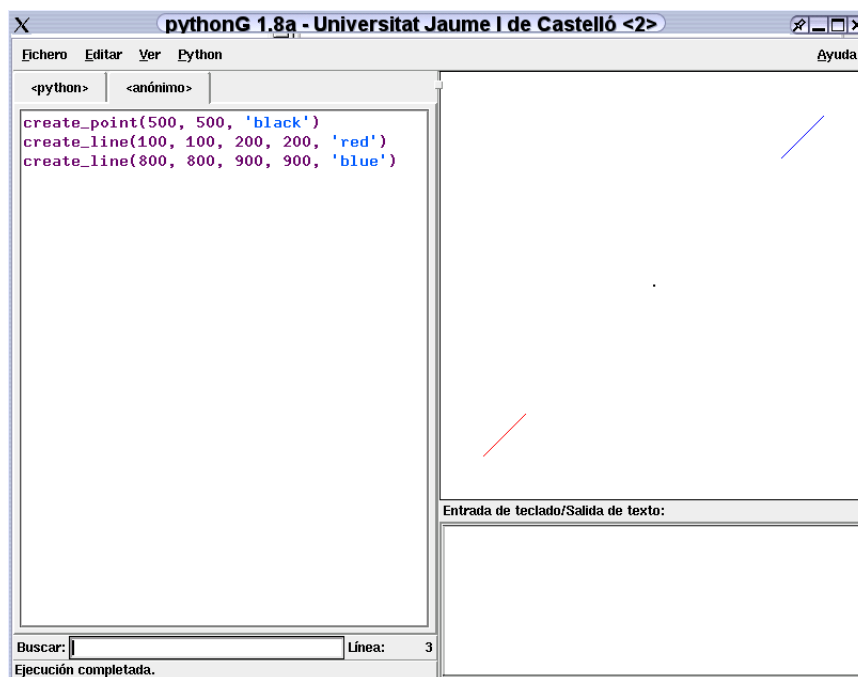 pythonG 1.8a - Universitat Jaume I de Castelló <2>
Fichero Editar Ver Python Ayuda
<python> <anónimo>
create_point(500, 500, 'black')
create_line(100, 100, 200, 200, 'red')
create_line(800, 800, 900, 900, 'blue')
Entrada de teclado/Salida de texto:
Buscar: Línea: 3
Ejecución completada.